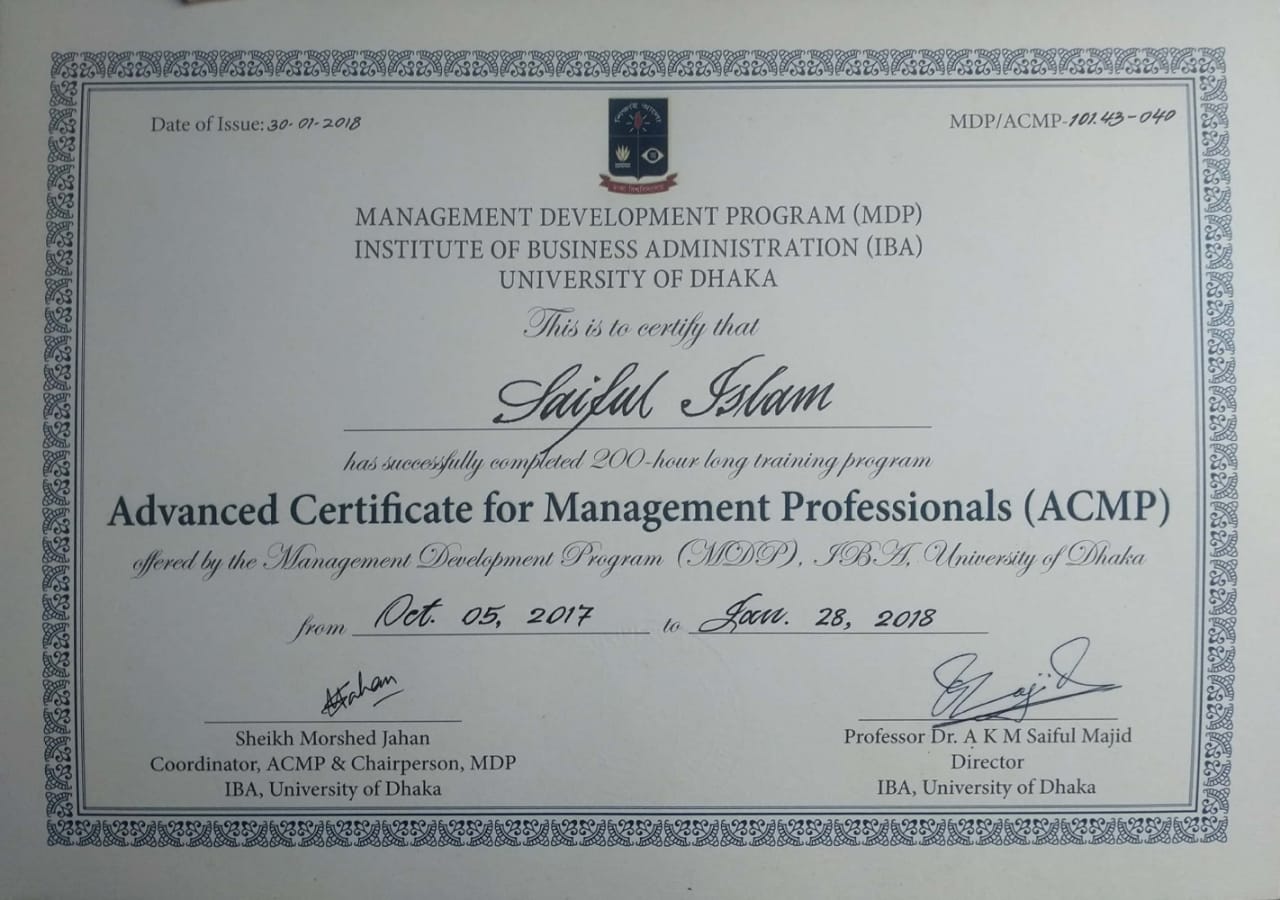 Date of Issue: 30-01-2018
MDP/ACMP-101.43-040
শিক্ষাই আলো
ঢাকা বিশ্ববিদ্যালয়
MANAGEMENT DEVELOPMENT PROGRAM (MDP)
INSTITUTE OF BUSINESS ADMINISTRATION (IBA)
UNIVERSITY OF DHAKA
This is to certify that
Saiful Islam
has successfully completed 200-hour long training program
Advanced Certificate for Management Professionals (ACMP)
offered by the Management Development Program (MDP), IBA, University of Dhaka
from Oct. 05, 2017 to Jan. 28, 2018
Sheikh Morshed Jahan
Coordinator, ACMP & Chairperson, MDP
IBA, University of Dhaka
Professor Dr. A K M Saiful Majid
Director
IBA, University of Dhaka